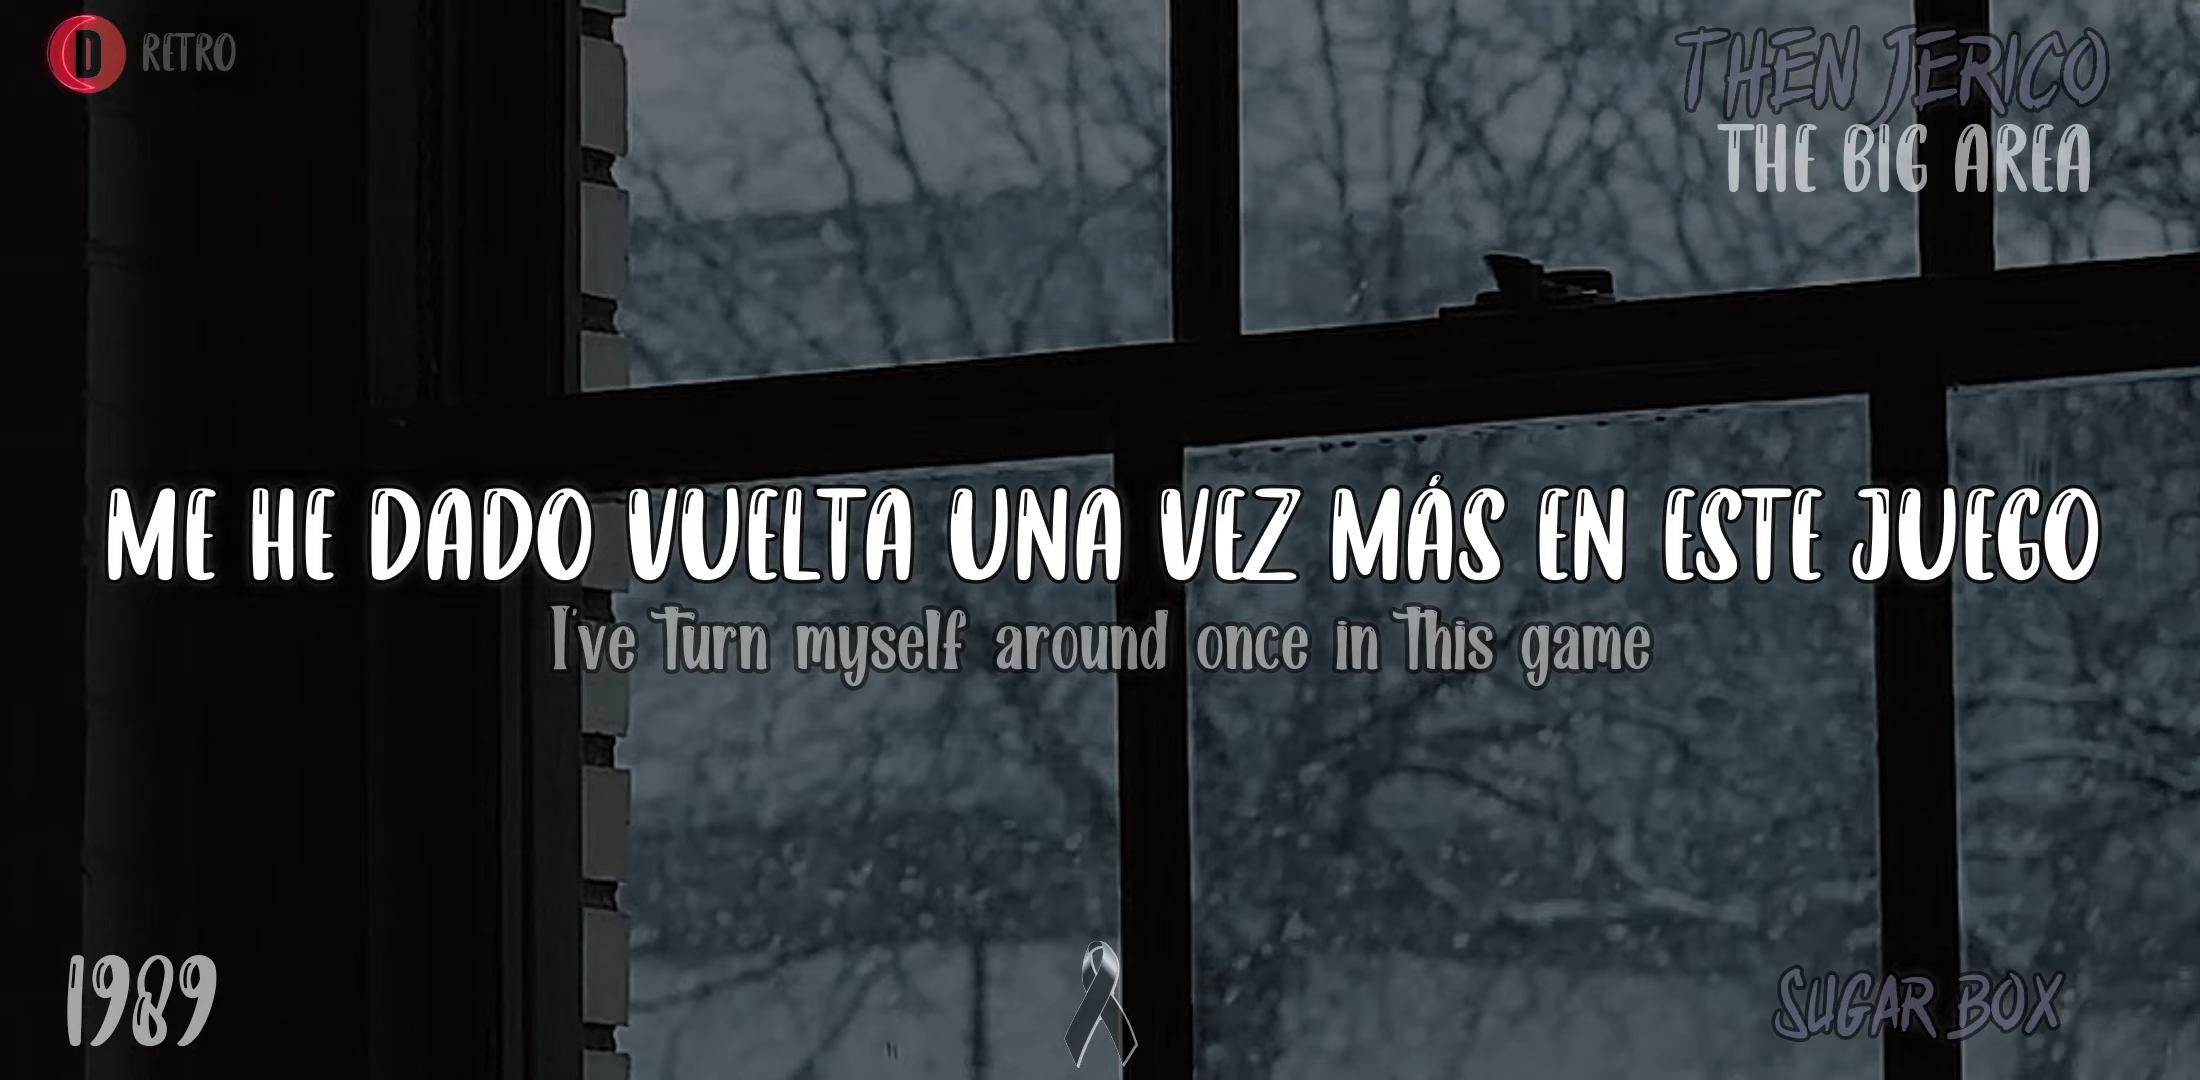 D RETRO
THEN JERICO
THE BIG AREA
ME HE DADO VUELTA UNA VEZ MÁS EN ESTE JUEGO
I've Turn myself around once in This game
1989
SUGAR BOX